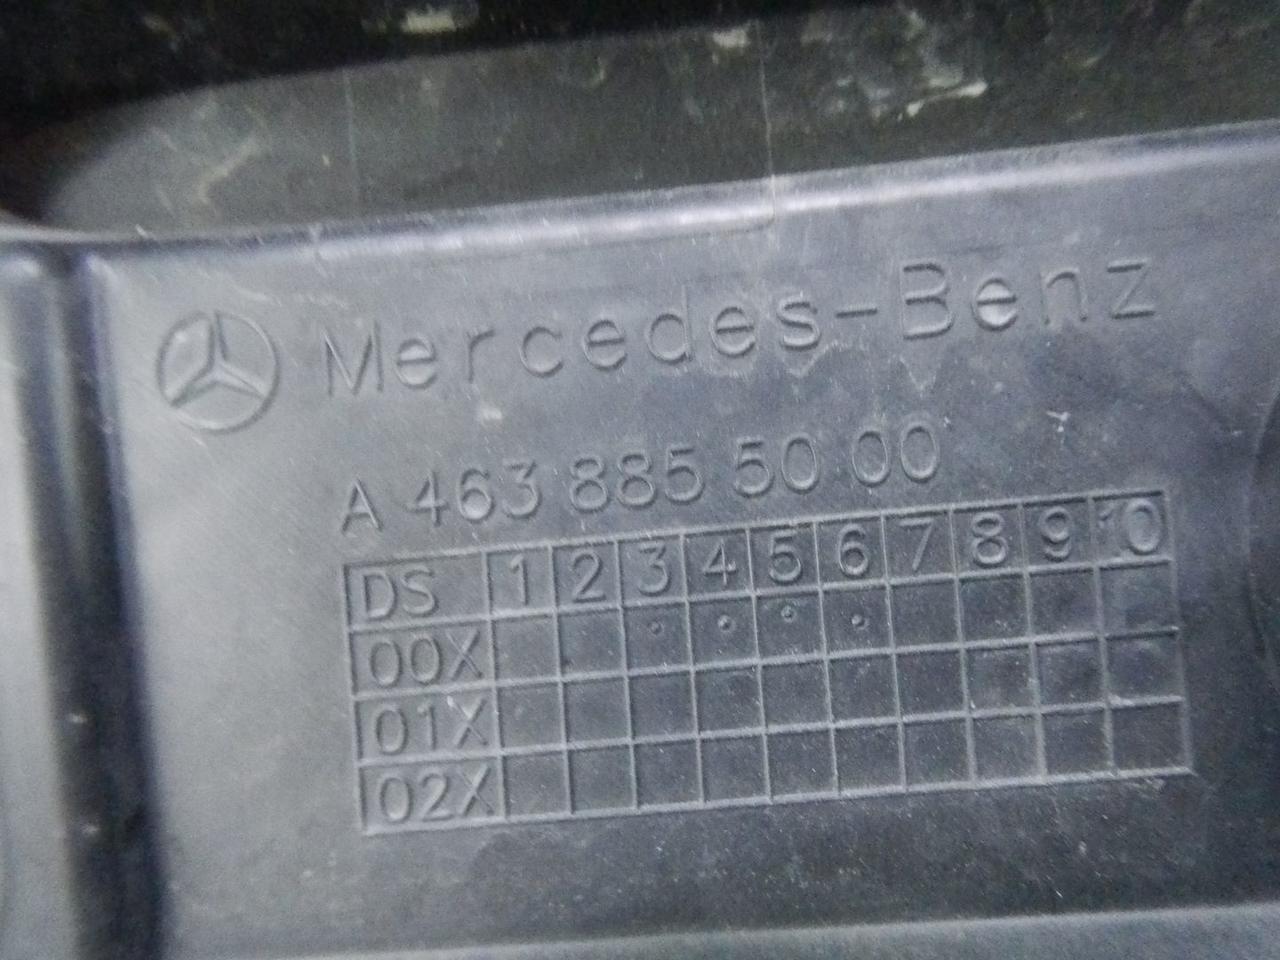 Mercedes-Benz
A 463 885 50 00
DS 1 2 3 4 5 6 7 8 9 10
00X
01X
02X